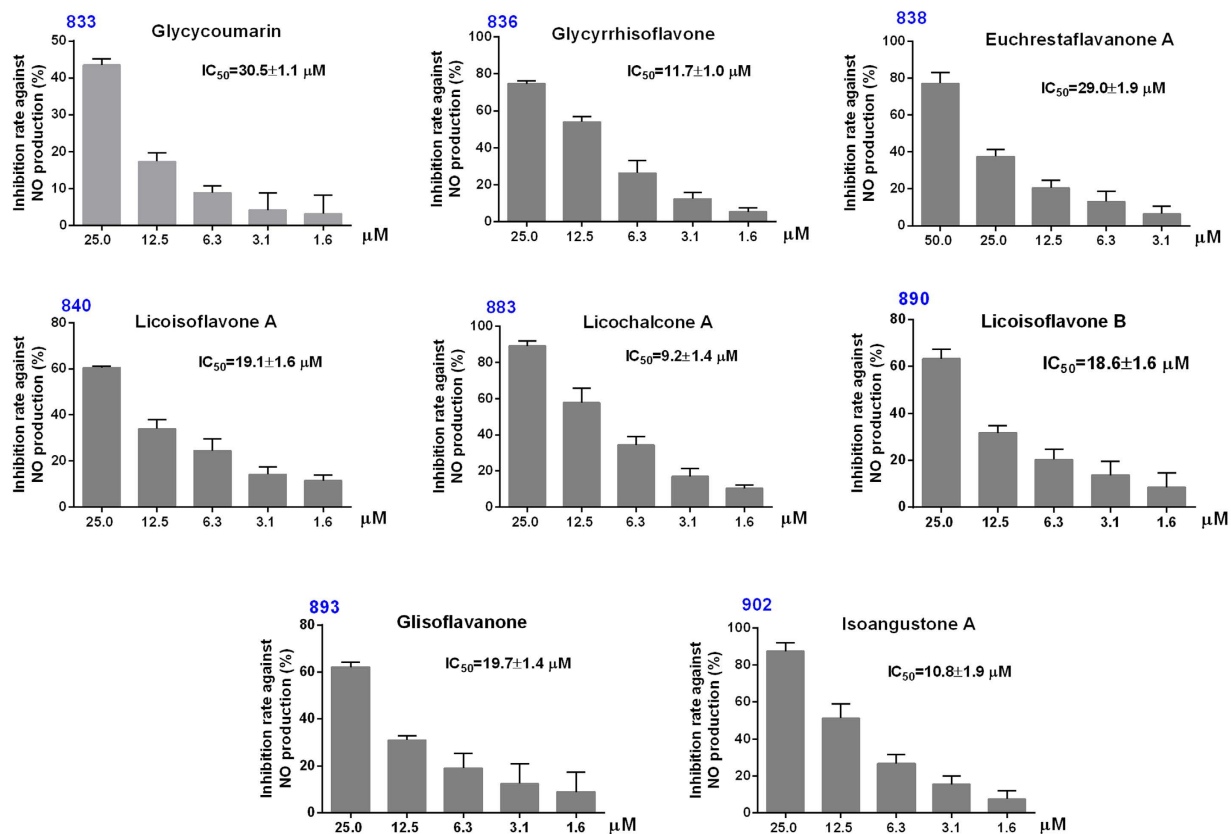 833
Glycycoumarin
IC50=30.5±1.1 μM
Inhibition rate against
NO production (%)
50
40
30
20
10
0
25.0 12.5 6.3 3.1 1.6 μM
836
Glycyrrhisoflavone
IC50=11.7±1.0 μM
Inhibition rate against
NO production (%)
100
80
60
40
20
0
25.0 12.5 6.3 3.1 1.6 μM
838
Euchrestaflavanone A
IC50=29.0±1.9 μM
Inhibition rate against
NO production (%)
100
80
60
40
20
0
50.0 25.0 12.5 6.3 3.1 μM
840
Licoisoflavone A
IC50=19.1±1.6 μM
Inhibition rate against
NO production (%)
80
60
40
20
0
25.0 12.5 6.3 3.1 1.6 μM
883
Licochalcone A
IC50=9.2±1.4 μM
Inhibition rate against
NO production (%)
100
80
60
40
20
0
25.0 12.5 6.3 3.1 1.6 μM
890
Licoisoflavone B
IC50=18.6±1.6 μM
Inhibition rate against
NO production (%)
80
60
40
20
0
25.0 12.5 6.3 3.1 1.6 μM
893
Glisoflavanone
IC50=19.7±1.4 μM
Inhibition rate against
NO production (%)
80
60
40
20
0
25.0 12.5 6.3 3.1 1.6 μM
902
Isoangustone A
IC50=10.8±1.9 μM
Inhibition rate against
NO production (%)
100
80
60
40
20
0
25.0 12.5 6.3 3.1 1.6 μM